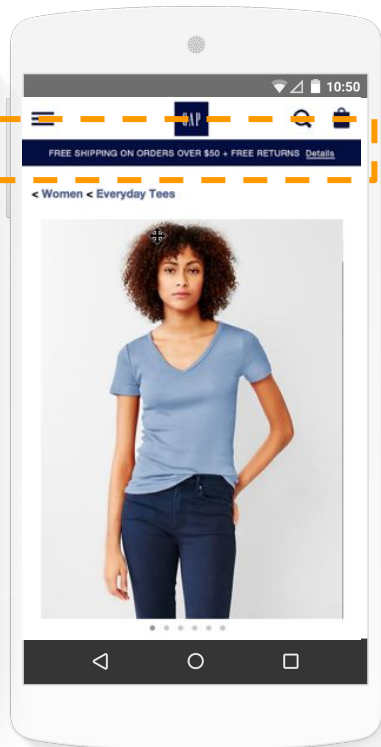 10:50
GAP
FREE SHIPPING ON ORDERS OVER $50 + FREE RETURNS Details
< Women < Everyday Tees